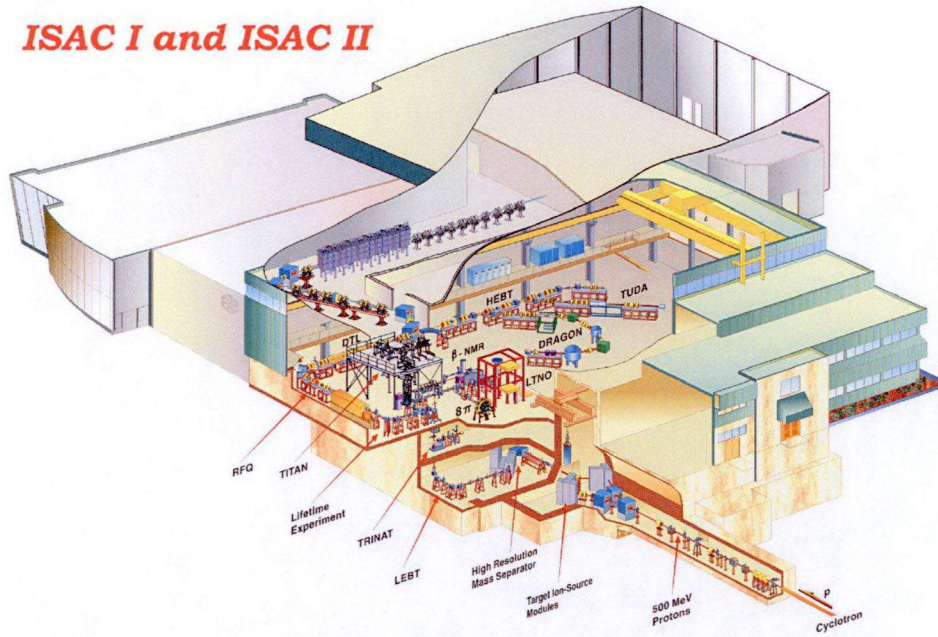 ISAC I and ISAC II
HEBT
TUDA
DTL
DRAGON
β-NMR
LTNO
8π
RFQ
TITAN
Lifetime
Experiment
TRINAT
LEBT
High Resolution
Mass Separator
Target Ion-Source
Modules
500 MeV
Protons
P
Cyclotron